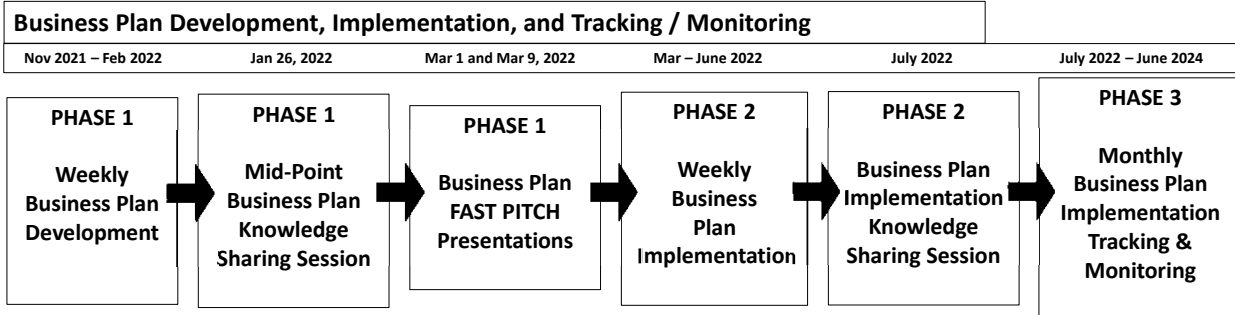 Business Plan Development, Implementation, and Tracking / Monitoring
Nov 2021 – Feb 2022
Jan 26, 2022
Mar 1 and Mar 9, 2022
Mar – June 2022
July 2022
July 2022 – June 2024
PHASE 1
Weekly
Business Plan
Development
PHASE 1
Mid-Point
Business Plan
Knowledge
Sharing Session
PHASE 1
Business Plan
FAST PITCH
Presentations
PHASE 2
Weekly
Business
Plan
Implementation
PHASE 2
Business Plan
Implementation
Knowledge
Sharing Session
PHASE 3
Monthly
Business Plan
Implementation
Tracking &
Monitoring